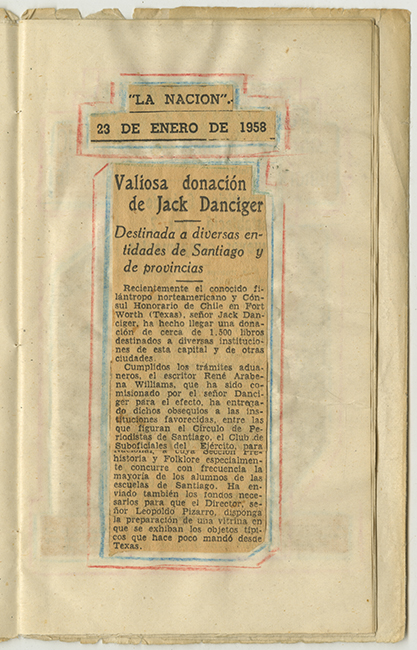 "LA NACION".
23 DE ENERO DE 1958
Valiosa donación
de Jack Danciger
Destinada a diversas en-
tidades de Santiago y
de provincias
Recientemente el conocido fi-
lántropo norteamericano y Cón-
sul Honorario de Chile en Fort
Worth (Texas), señor Jack Dan-
ciger, ha hecho llegar una dona-
ción de cerca de 1.500 libros
destinados a diversas institucio-
nes de esta capital y de otras
ciudades.
Cumplidos los trámites adua-
neros, el escritor René Arabe-
na Williams, que ha sido co-
misionado por el señor Danci-
ger para el efecto, ha entrega-
do dichos obsequios a las ins-
tituciones favorecidas, entre las
que figuran el Círculo de Pe-
riodistas de Santiago, el Club de
Suboficiales del Ejército, para
Nacional, a cuya Sección Pre-
historia y Folklore especialmen-
te concurre con frecuencia la
mayoría de los alumnos de las
escuelas de Santiago. Ha en-
viado también los fondos nece-
sarios para que el Director, se-
ñor Leopoldo Pizarro, disponga
la preparación de una vitrina en
que se exhiban los objetos típi-
cos que hace poco mandó desde
Texas.